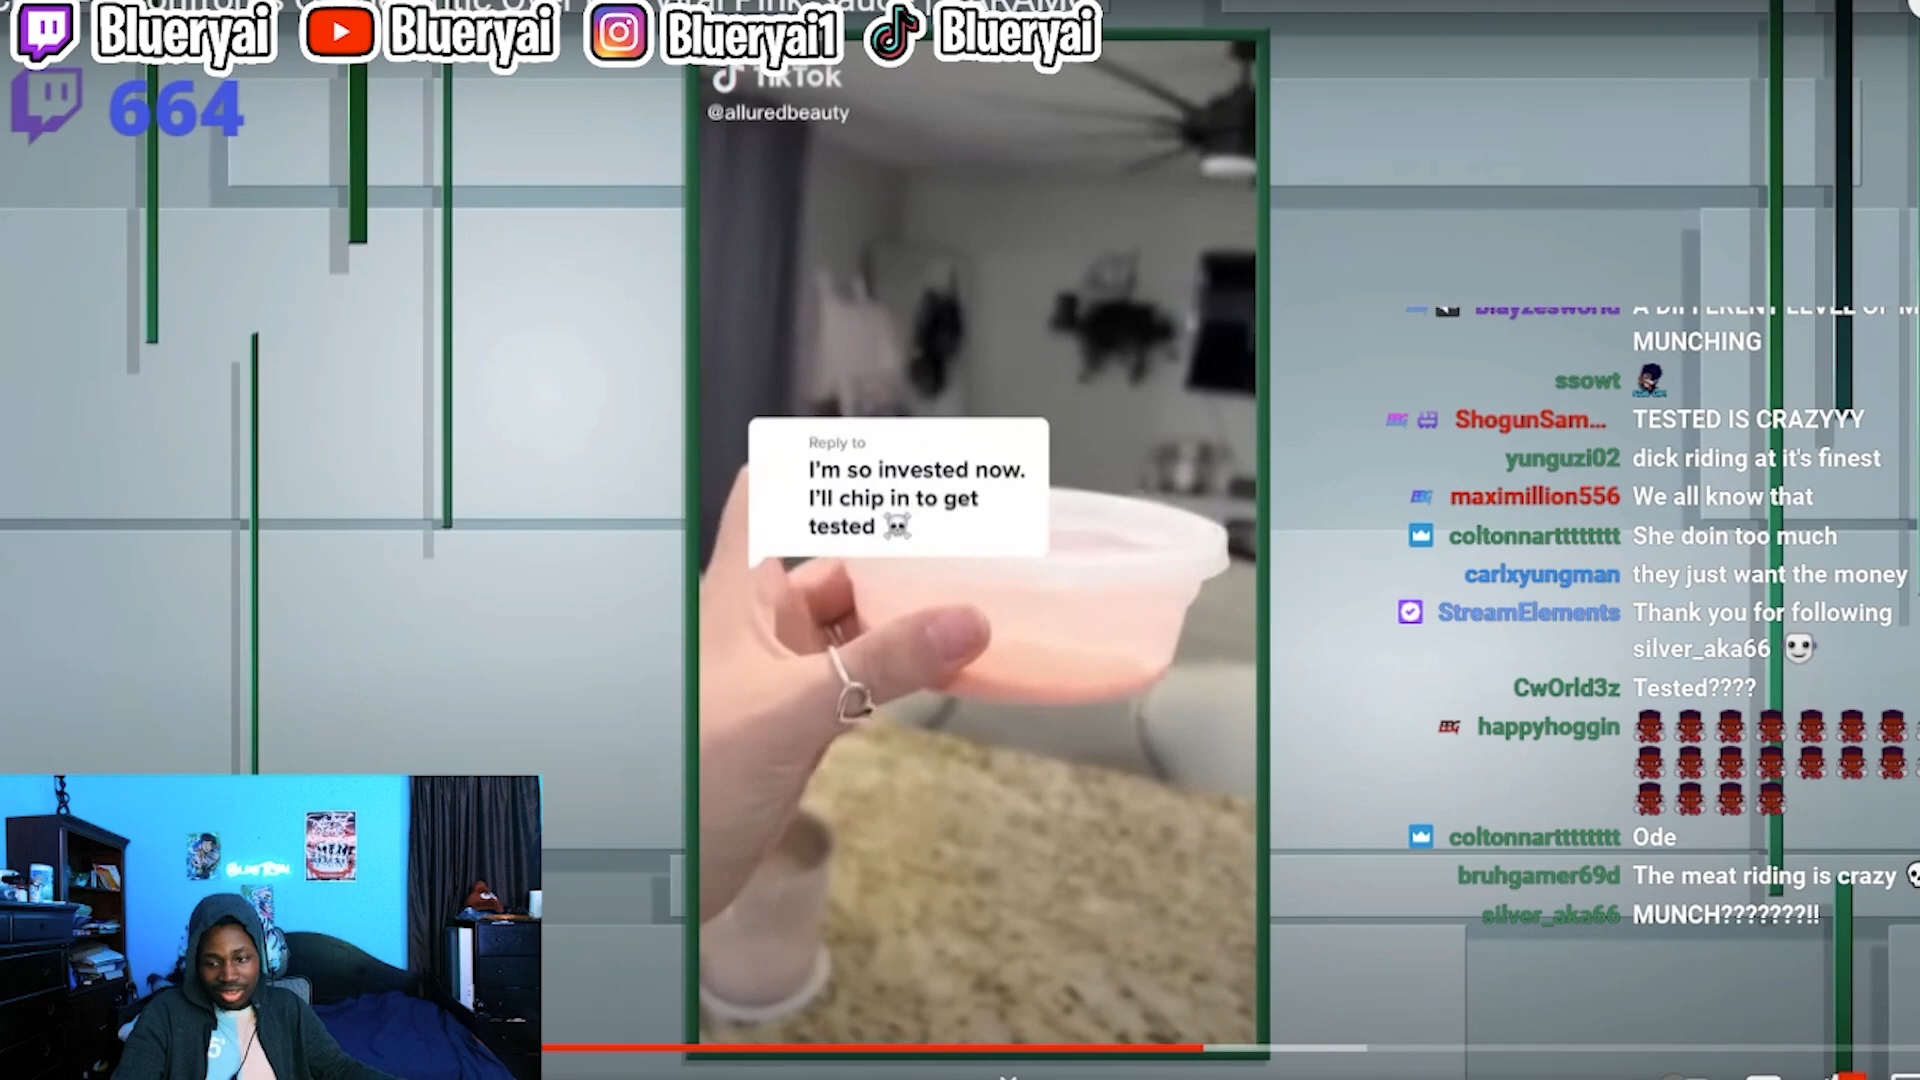 Blueryai Blueryai Blueryai1 Blueryai
664
TikTok
@alluredbeauty
Reply to
I'm so invested now.
I'll chip in to get
tested ☠️
MUNCHING
ssowt
ShogunSam... TESTED IS CRAZYYY
yunguzi02 dick riding at it's finest
maximillion556 We all know that
coltonnartttttttt She doin too much
carlxyungman they just want the money
StreamElements Thank you for following
silver_aka66
CwOrld3z Tested????
happyhoggin
coltonnartttttttt Ode
bruhgamer69d The meat riding is crazy
silver_aka66 MUNCH???????!!